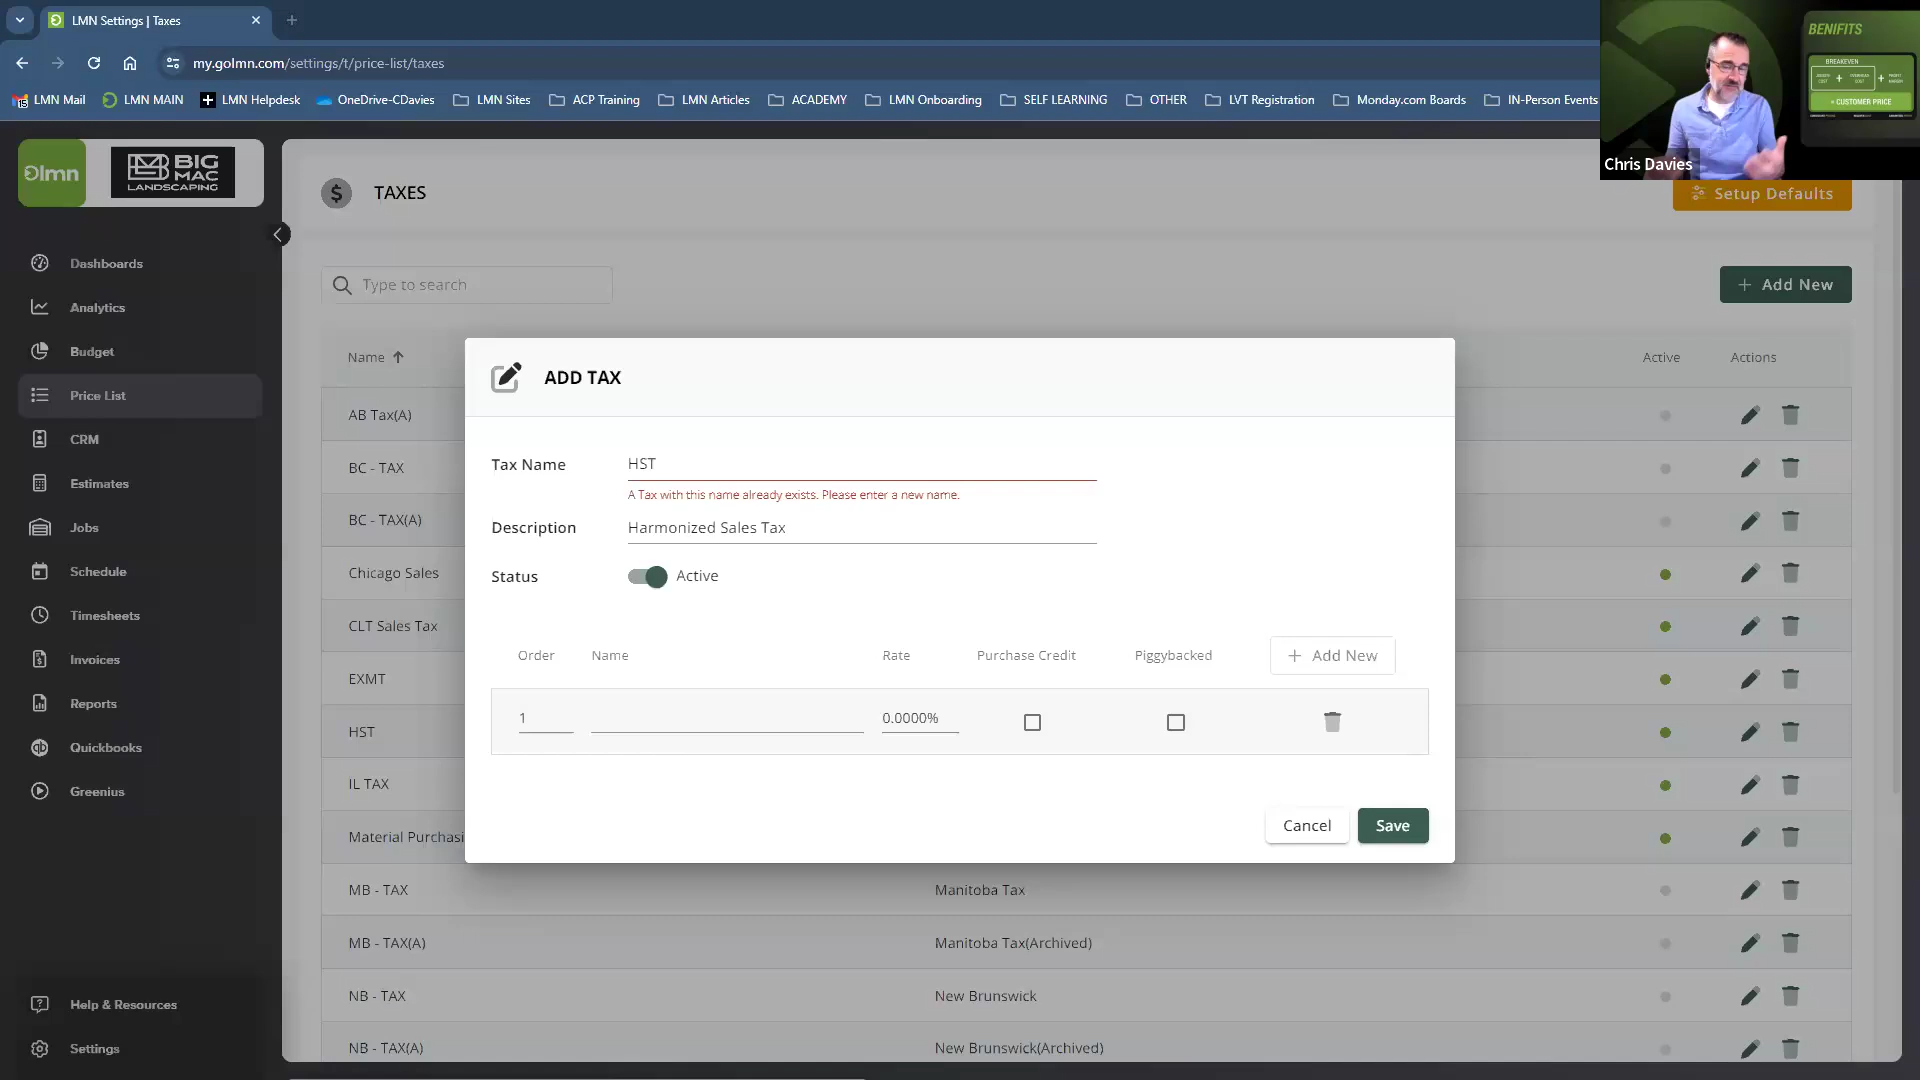 LMN Settings | Taxes
my.golmn.com/settings/t/price-list/taxes
LMN Mail
LMN MAIN
LMN Helpdesk
OneDrive-CDavies
LMN Sites
ACP Training
LMN Articles
ACADEMY
LMN Onboarding
SELF LEARNING
OTHER
LVT Registration
Monday.com Boards
IN-Person Events
BENIFITS
BREAKEVEN
= CUSTOMER PRICE
Chris Davies
lmn
BIG
MAC
LANDSCAPING
Dashboards
Analytics
Budget
Price List
CRM
Estimates
Jobs
Schedule
Timesheets
Invoices
Reports
Quickbooks
Greenius
Help & Resources
Settings
TAXES
Setup Defaults
Type to search
+ Add New
Name
Active
Actions
AB Tax(A)
BC - TAX
BC - TAX(A)
Chicago Sales
CLT Sales Tax
EXMT
HST
IL TAX
Material Purchasi
MB - TAX
Manitoba Tax
MB - TAX(A)
Manitoba Tax(Archived)
NB - TAX
New Brunswick
NB - TAX(A)
New Brunswick(Archived)
ADD TAX
Tax Name
HST
A Tax with this name already exists. Please enter a new name.
Description
Harmonized Sales Tax
Status
Active
Order
Name
Rate
Purchase Credit
Piggybacked
+ Add New
1
0.0000%
Cancel
Save